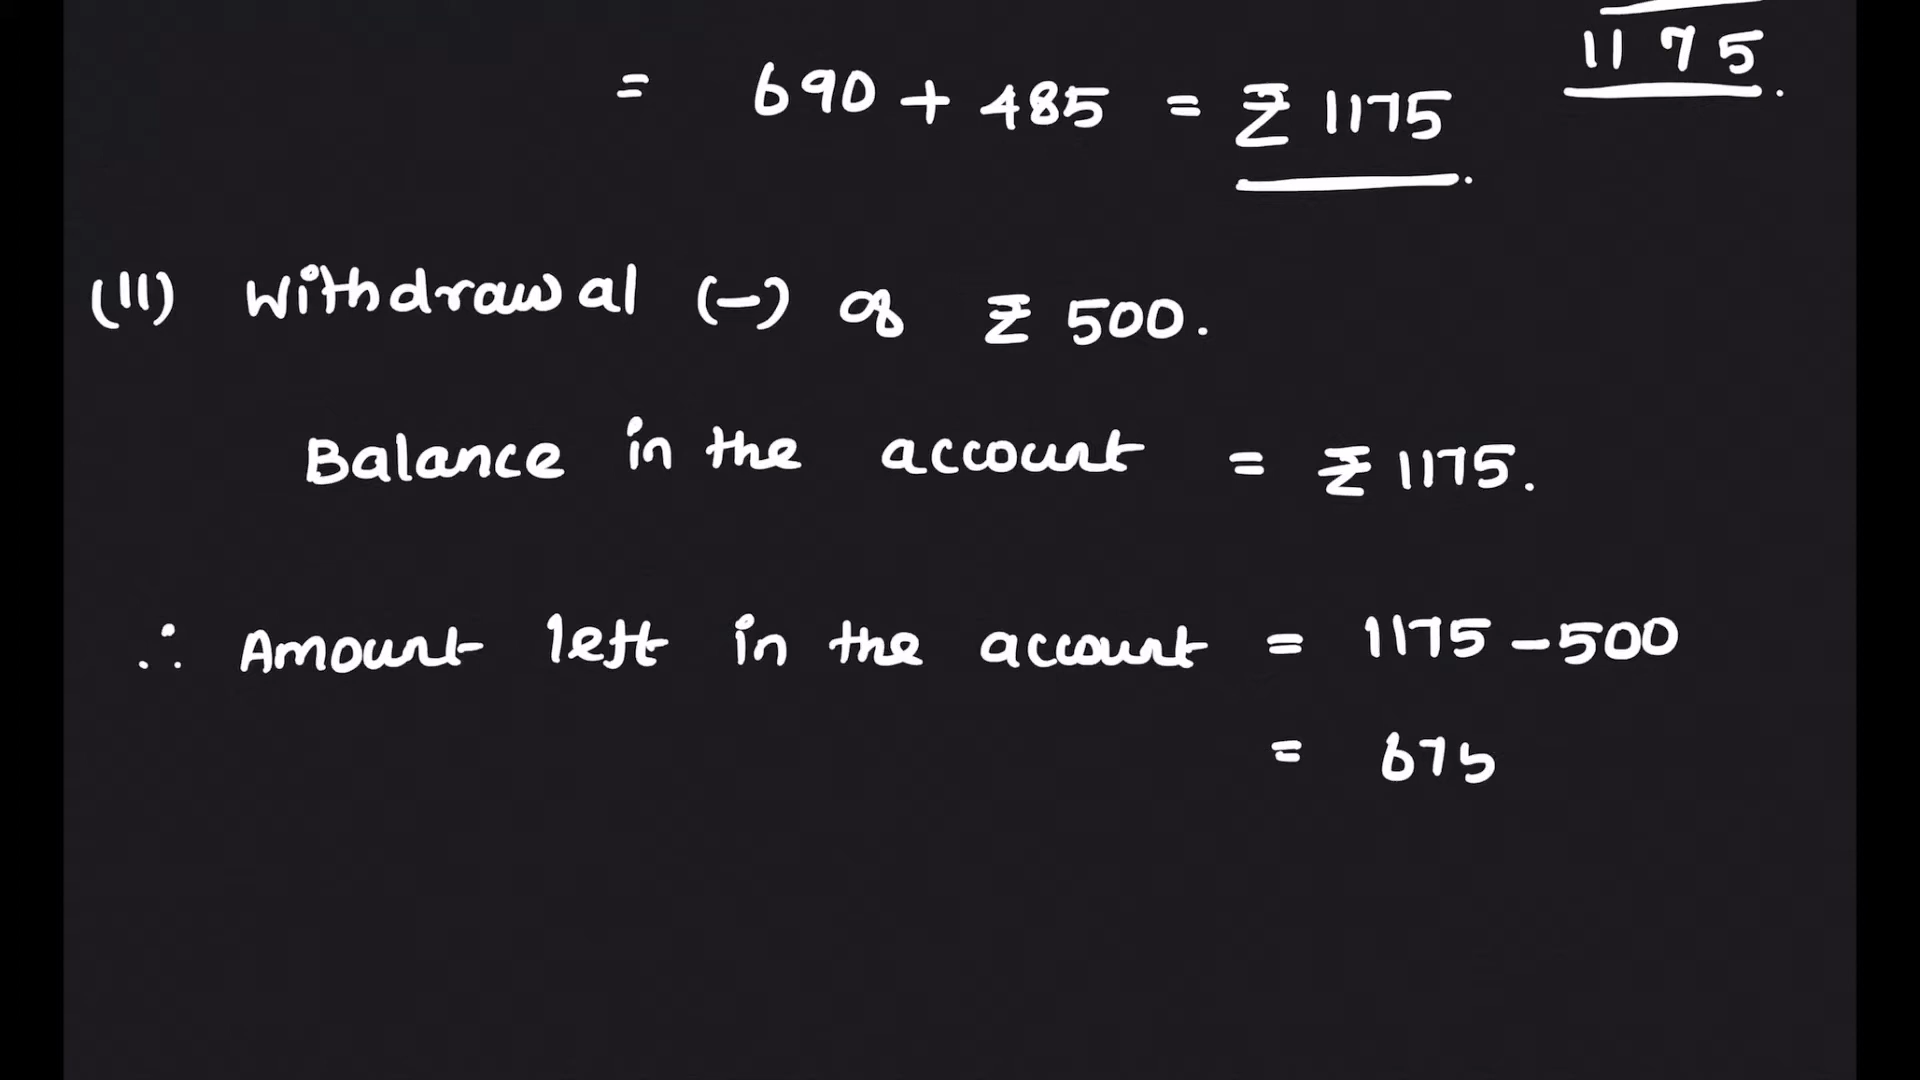 1175.
= 690 + 485 = ₹ 1175.
(II) Withdrawal (-) of ₹ 500.
Balance in the account = ₹ 1175.
∴ Amount left in the account = 1175 - 500
= 675